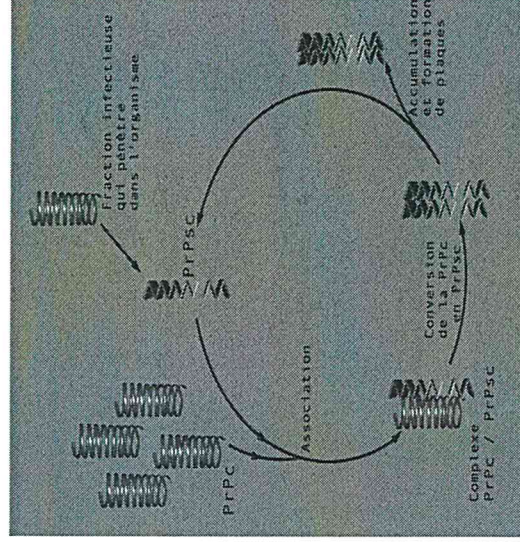 Fraction infectieuse
qui pénètre
dans l'organisme
PrPsc
PrPc
Association
Complexe
PrPc / PrPsc
Conversion
de la PrPc
en PrPsc
Accumulation
et formation
de plaques